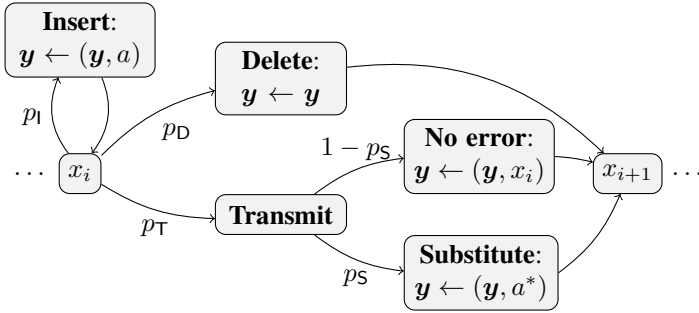 Insert:
y ← (y, a)
Delete:
y ← y
p_I
p_D
1 − p_S
No error:
y ← (y, x_i)
⋯ x_i
x_{i+1} ⋯
p_T
Transmit
p_S
Substitute:
y ← (y, a*)